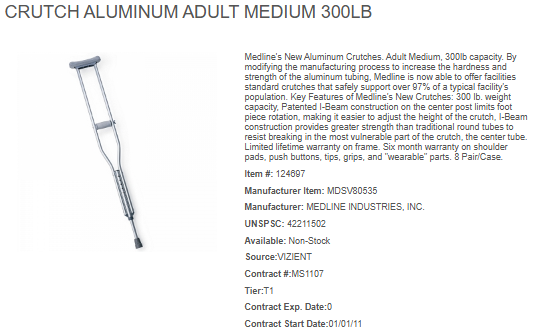 CRUTCH ALUMINUM ADULT MEDIUM 300LB
Medline's New Aluminum Crutches. Adult Medium, 300lb capacity. By
modifying the manufacturing process to increase the hardness and
strength of the aluminum tubing, Medline is now able to offer facilities
standard crutches that safely support over 97% of a typical facility's
population. Key Features of Medline's New Crutches: 300 lb. weight
capacity, Patented I-Beam construction on the center post limits foot
piece rotation, making it easier to adjust the height of the crutch, I-Beam
construction provides greater strength than traditional round tubes to
resist breaking in the most vulnerable part of the crutch, the center tube.
Limited lifetime warranty on frame. Six month warranty on shoulder
pads, push buttons, tips, grips, and "wearable" parts. 8 Pair/Case.
Item #: 124697
Manufacturer Item: MDSV80535
Manufacturer: MEDLINE INDUSTRIES, INC.
UNSPSC: 42211502
Available: Non-Stock
Source:VIZIENT
Contract #:MS1107
Tier:T1
Contract Exp. Date:0
Contract Start Date:01/01/11